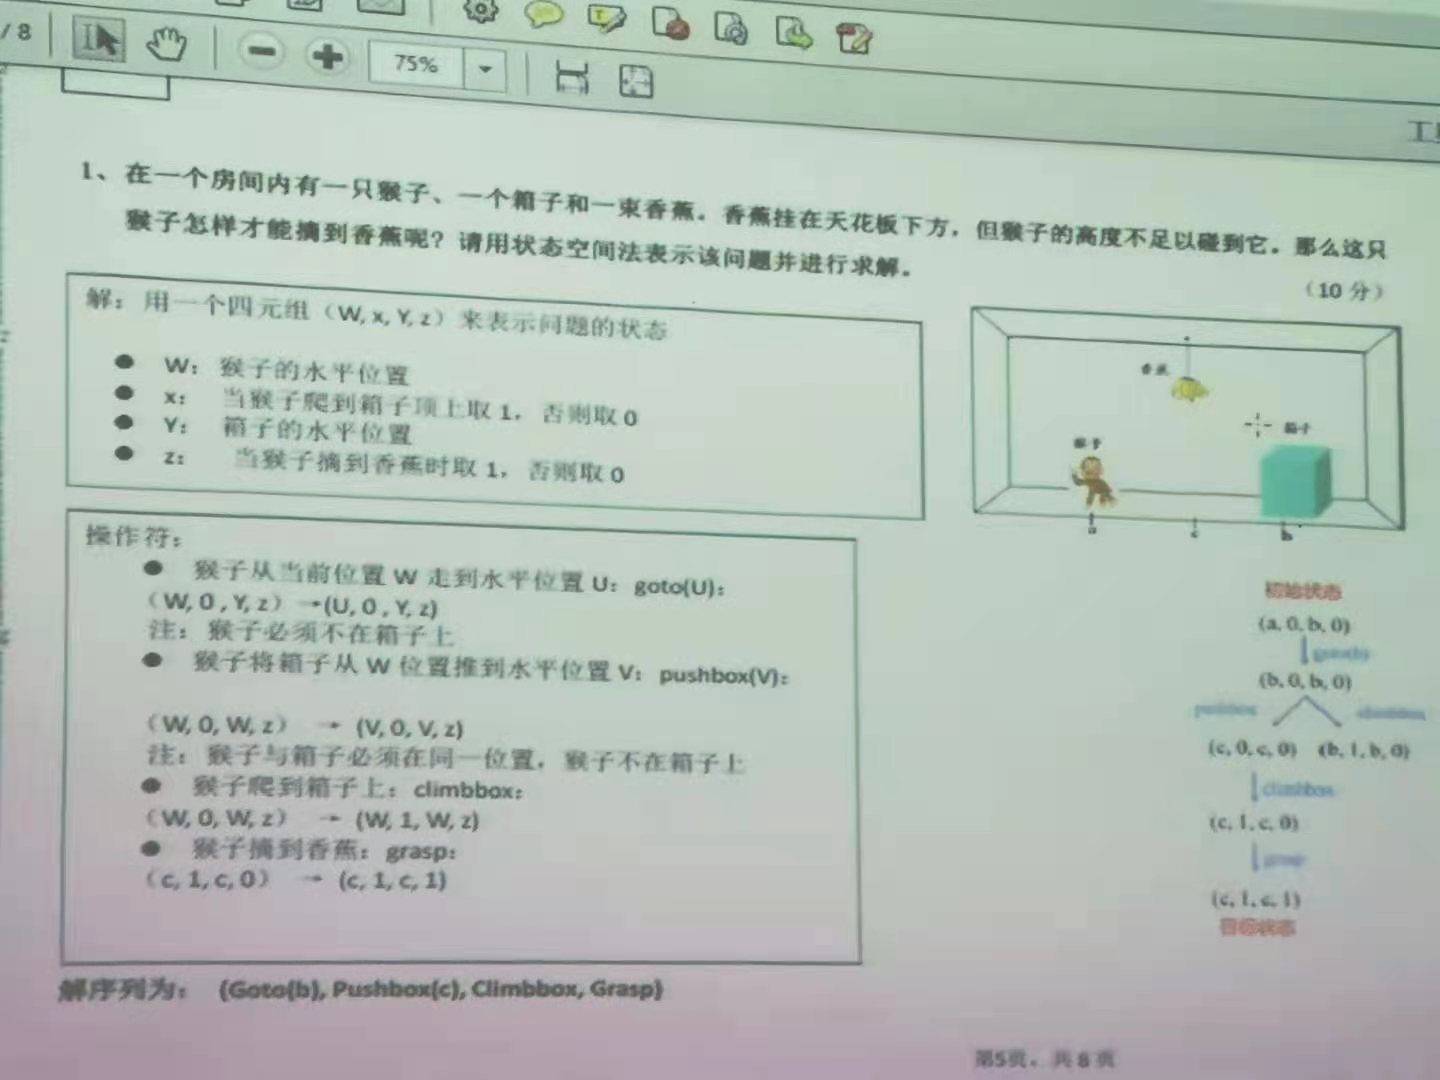 / 8
75%
1、在一个房间内有一只猴子、一个箱子和一束香蕉。香蕉挂在天花板下方，但猴子的高度不足以碰到它。那么这只
猴子怎样才能摘到香蕉呢？请用状态空间法表示该问题并进行求解。
（10 分）
解：用一个四元组（W, x, Y, z）来表示问题的状态
● W：猴子的水平位置
● x： 当猴子爬到箱子顶上取 1，否则取 0
● Y： 箱子的水平位置
● z： 当猴子摘到香蕉时取 1，否则取 0
香蕉
猴子
箱子
a
c
b
操作符：
● 猴子从当前位置 W 走到水平位置 U：goto(U)：
（W, 0 , Y, z）→(U, 0 , Y, z)
注：猴子必须不在箱子上
● 猴子将箱子从 W 位置推到水平位置 V：pushbox(V)：
（W, 0, W, z） → (V, 0, V, z)
注：猴子与箱子必须在同一位置，猴子不在箱子上
● 猴子爬到箱子上：climbbox：
（W, 0, W, z） → (W, 1, W, z)
● 猴子摘到香蕉：grasp：
（c, 1, c, 0） → (c, 1, c, 1)
初始状态
(a, 0, b, 0)
goto(b)
(b, 0, b, 0)
pushbox climbbox
(c, 0, c, 0) (b, 1, b, 0)
climbbox
(c, 1, c, 0)
grasp
(c, 1, c, 1)
目标状态
解序列为： {Goto(b), Pushbox(c), Climbbox, Grasp}
第5页，共 8 页